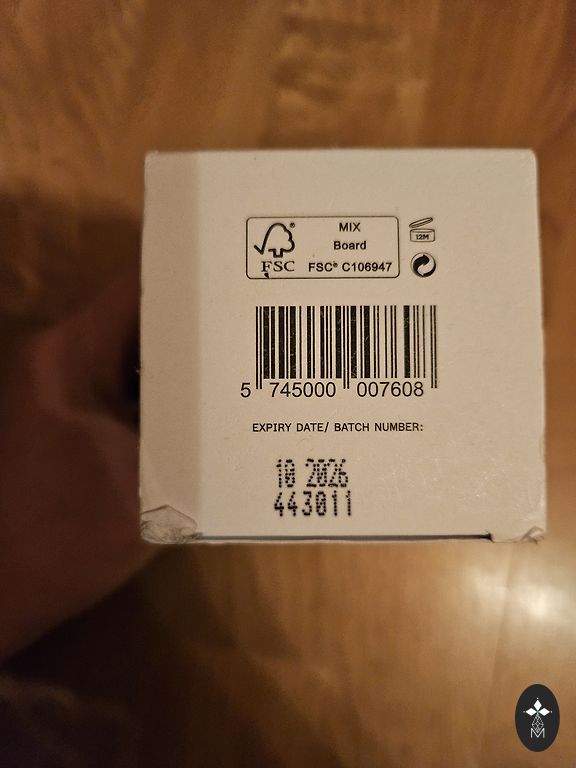 MIX
Board
FSC® C106947
FSC
12M
5 745000 007608
EXPIRY DATE/ BATCH NUMBER:
10 2026
443011
M